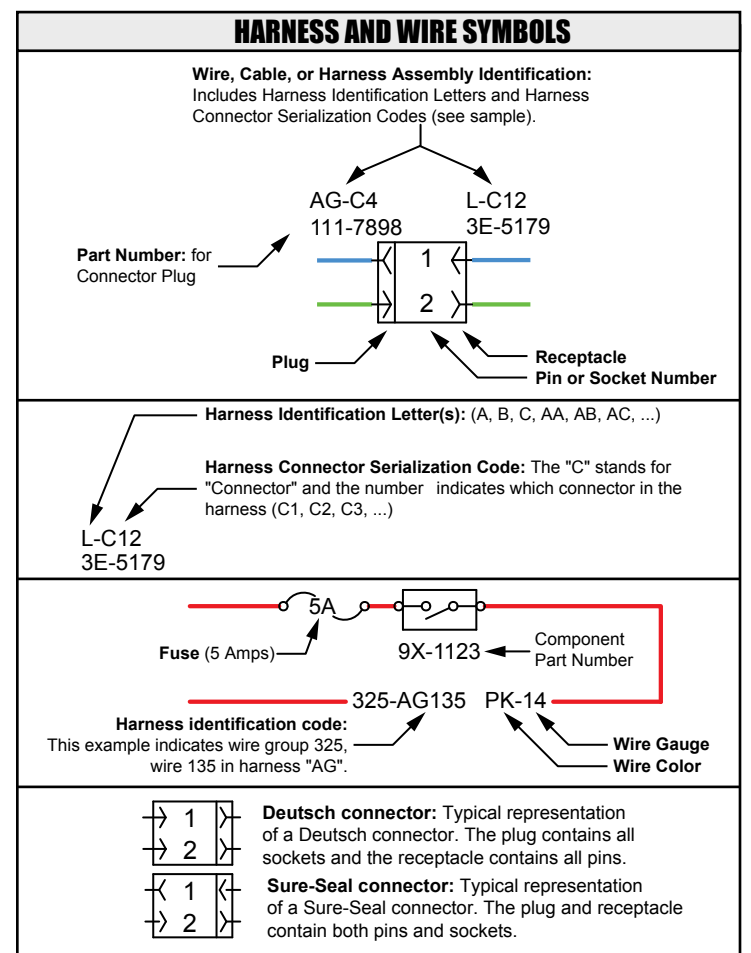 HARNESS AND WIRE SYMBOLS
Wire, Cable, or Harness Assembly Identification:
Includes Harness Identification Letters and Harness
Connector Serialization Codes (see sample).
AG-C4
111-7898
L-C12
3E-5179
Part Number: for
Connector Plug
1
2
Plug
Receptacle
Pin or Socket Number
Harness Identification Letter(s): (A, B, C, AA, AB, AC, ...)
Harness Connector Serialization Code: The "C" stands for
"Connector" and the number indicates which connector in the
harness (C1, C2, C3, ...)
L-C12
3E-5179
5A
Fuse (5 Amps)
9X-1123
Component
Part Number
325-AG135 PK-14
Harness identification code:
This example indicates wire group 325,
wire 135 in harness "AG".
Wire Gauge
Wire Color
1
2
Deutsch connector: Typical representation
of a Deutsch connector. The plug contains all
sockets and the receptacle contains all pins.
1
2
Sure-Seal connector: Typical representation
of a Sure-Seal connector. The plug and receptacle
contain both pins and sockets.